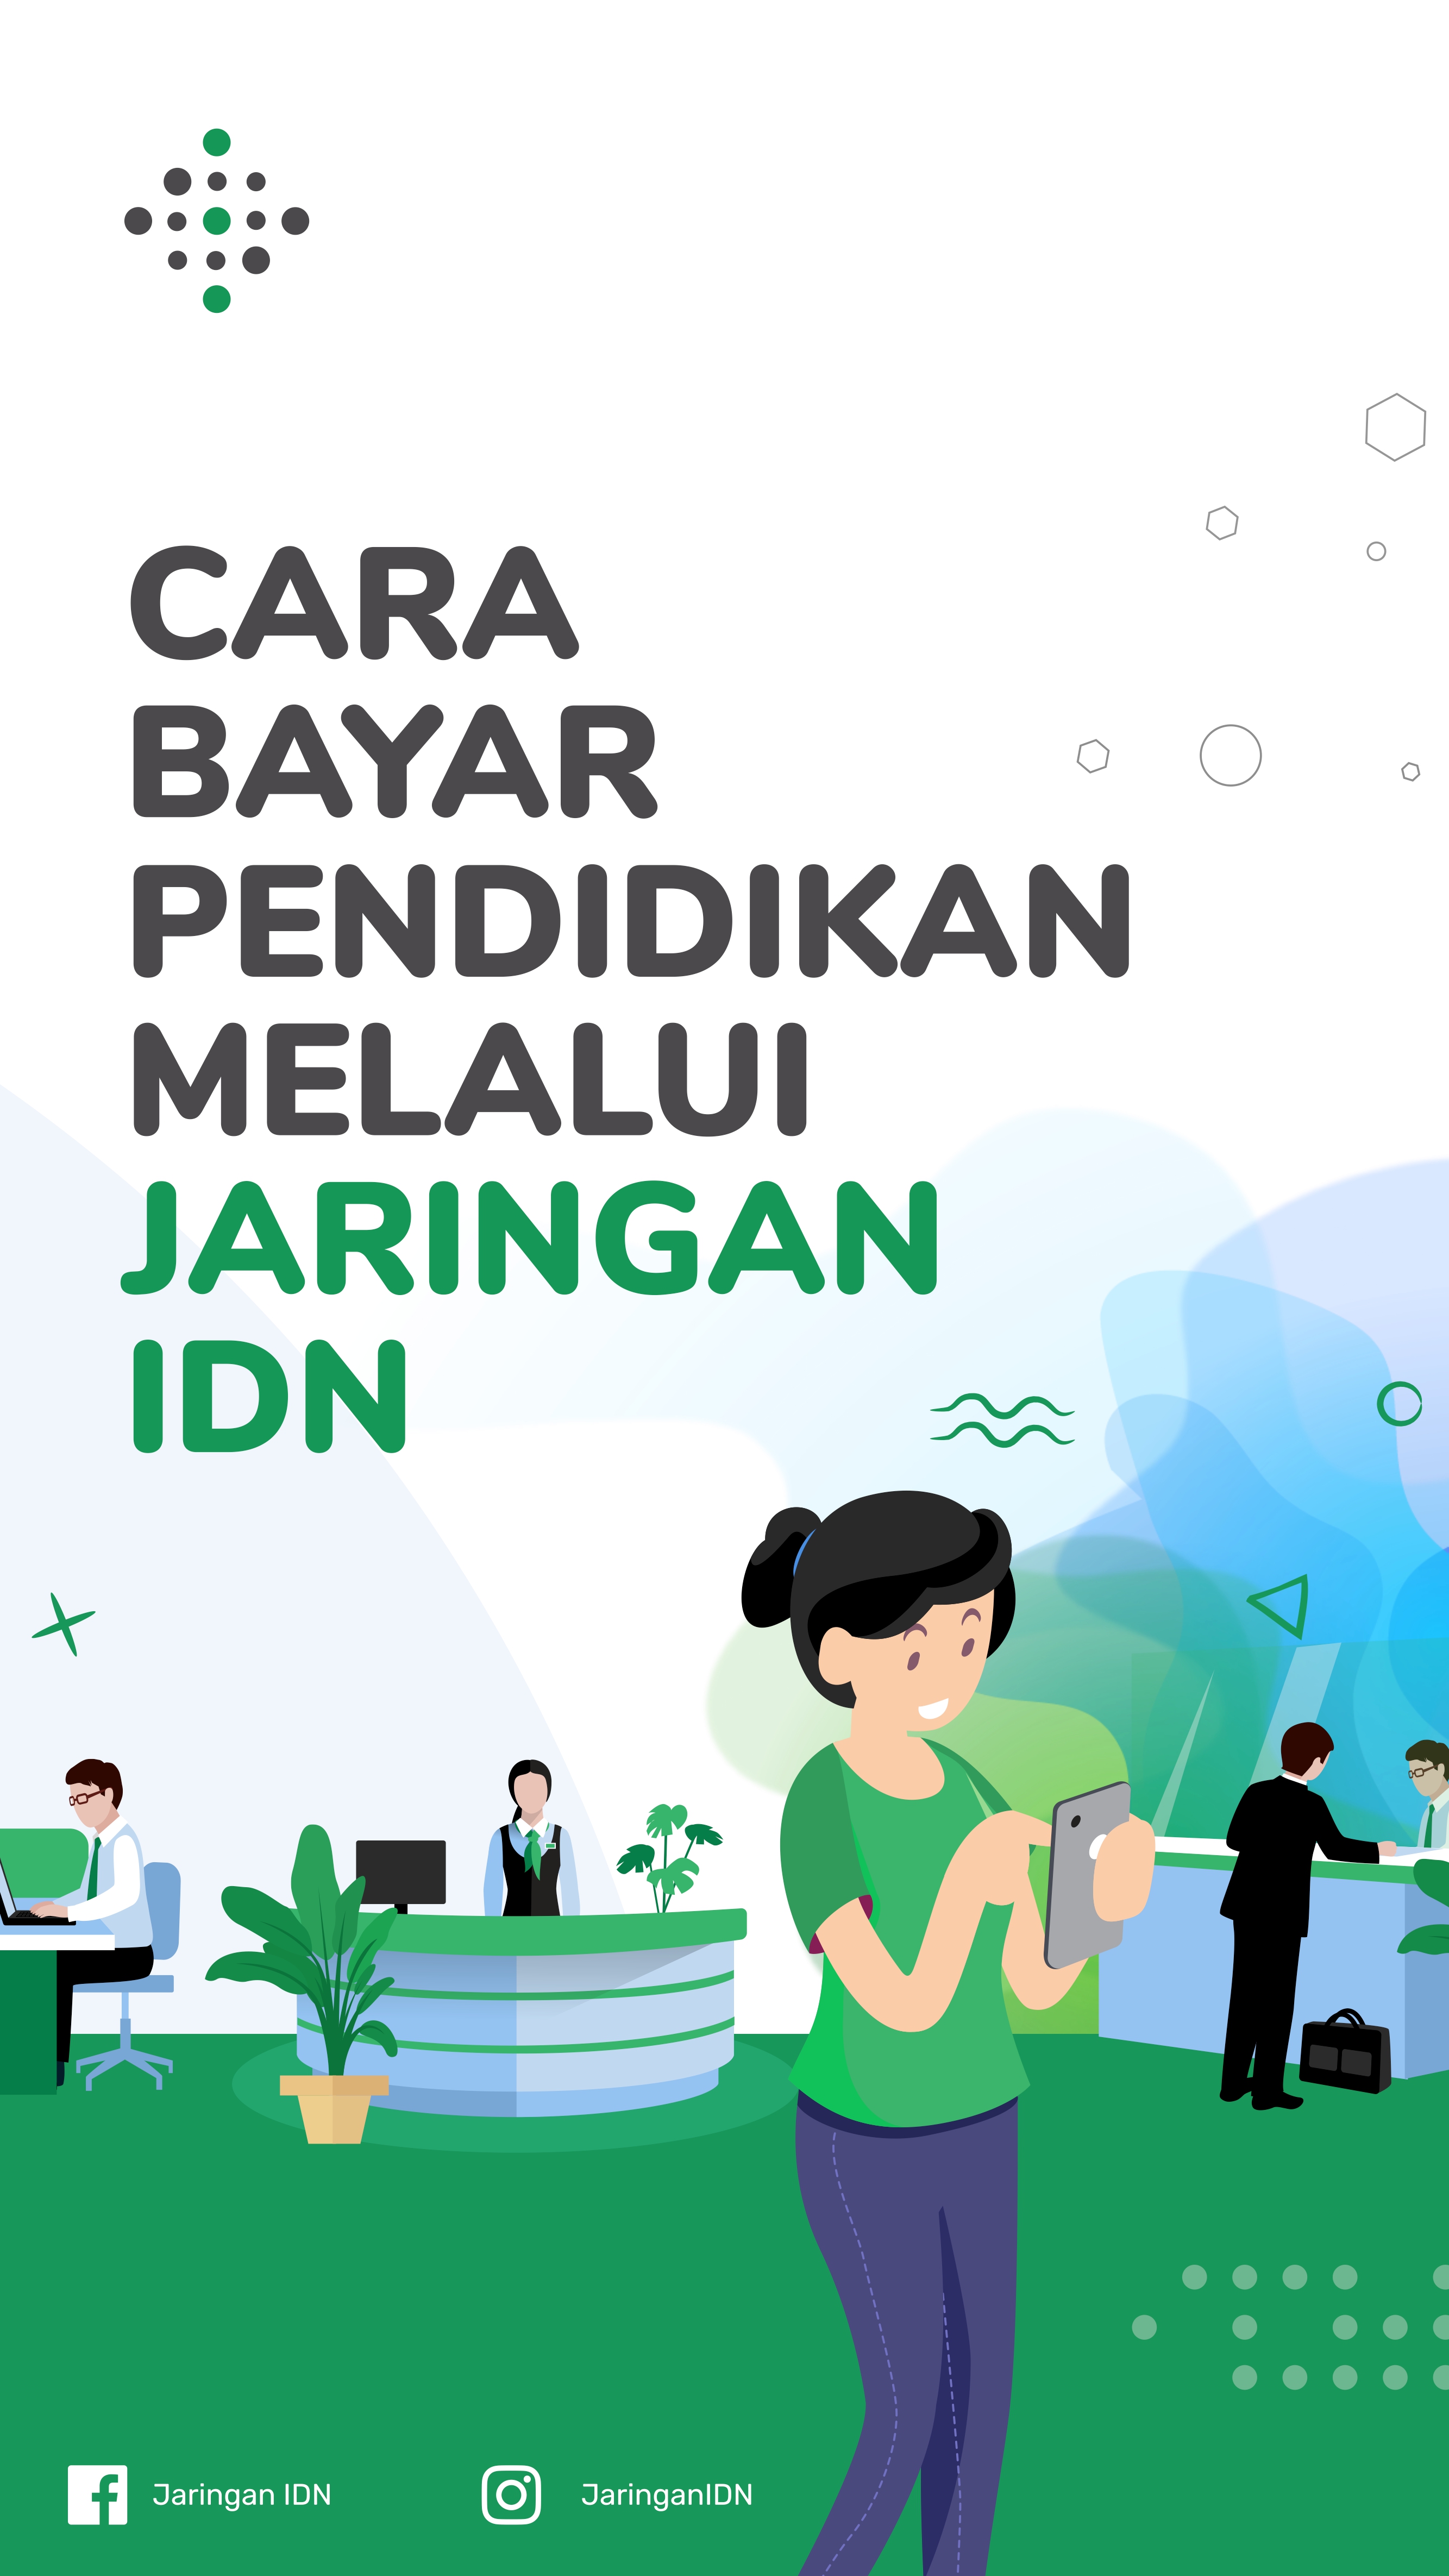 CARA
BAYAR
PENDIDIKAN
MELALUI
JARINGAN
IDN
Jaringan IDN
JaringanIDN